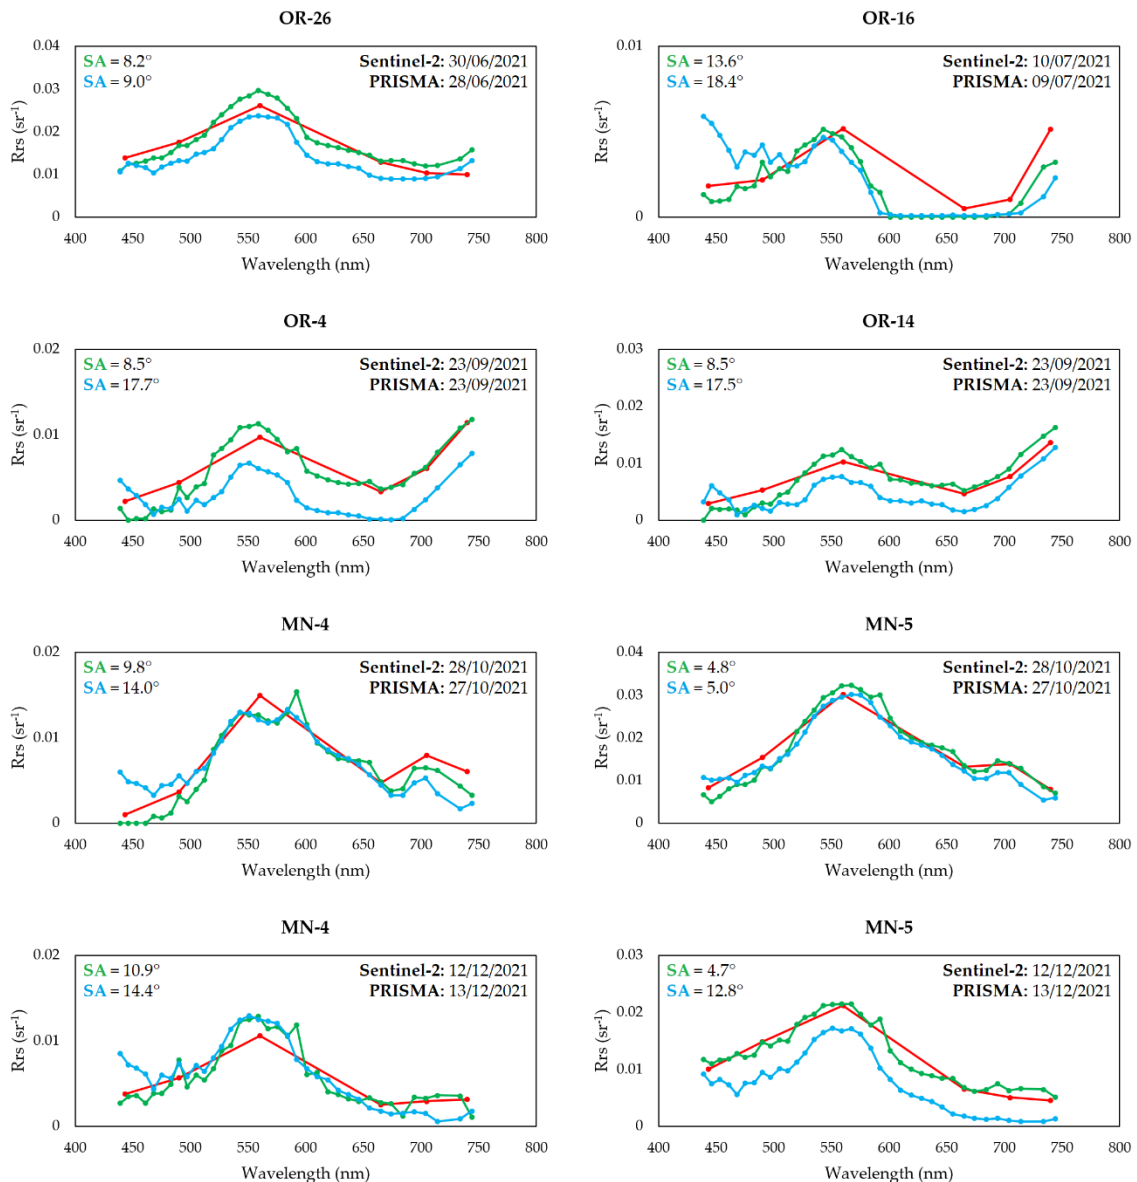 OR-26
0.04
0.03
0.02
0.01
0
Rrs (sr-1)
SA = 8.2°
SA = 9.0°
Sentinel-2: 30/06/2021
PRISMA: 28/06/2021
400 450 500 550 600 650 700 750 800
Wavelength (nm)
OR-16
0.01
0
Rrs (sr-1)
SA = 13.6°
SA = 18.4°
Sentinel-2: 10/07/2021
PRISMA: 09/07/2021
400 450 500 550 600 650 700 750 800
Wavelength (nm)
OR-4
0.02
0.01
0
Rrs (sr-1)
SA = 8.5°
SA = 17.7°
Sentinel-2: 23/09/2021
PRISMA: 23/09/2021
400 450 500 550 600 650 700 750 800
Wavelength (nm)
OR-14
0.03
0.02
0.01
0
Rrs (sr-1)
SA = 8.5°
SA = 17.5°
Sentinel-2: 23/09/2021
PRISMA: 23/09/2021
400 450 500 550 600 650 700 750 800
Wavelength (nm)
MN-4
0.02
0.01
0
Rrs (sr-1)
SA = 9.8°
SA = 14.0°
Sentinel-2: 28/10/2021
PRISMA: 27/10/2021
400 450 500 550 600 650 700 750 800
Wavelength (nm)
MN-5
0.04
0.03
0.02
0.01
0
Rrs (sr-1)
SA = 4.8°
SA = 5.0°
Sentinel-2: 28/10/2021
PRISMA: 27/10/2021
400 450 500 550 600 650 700 750 800
Wavelength (nm)
MN-4
0.02
0.01
0
Rrs (sr-1)
SA = 10.9°
SA = 14.4°
Sentinel-2: 12/12/2021
PRISMA: 13/12/2021
400 450 500 550 600 650 700 750 800
Wavelength (nm)
MN-5
0.03
0.02
0.01
0
Rrs (sr-1)
SA = 4.7°
SA = 12.8°
Sentinel-2: 12/12/2021
PRISMA: 13/12/2021
400 450 500 550 600 650 700 750 800
Wavelength (nm)